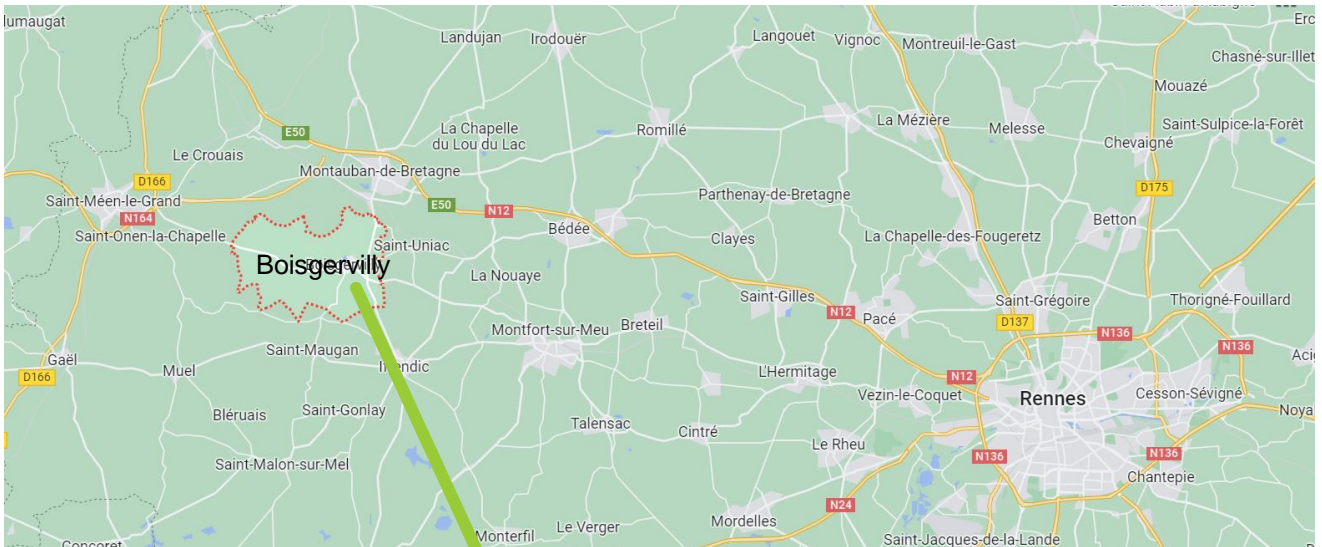 Landujan
Irodouër
Langouet
Vignoc
Montreuil-le-Gast
Chasné-sur-Illet
Mouazé
E50
La Chapelle
du Lou du Lac
Romillé
La Mézière
Melesse
Saint-Sulpice-la-Forêt
Chevaigné
Le Crouais
Montauban-de-Bretagne
D166
D175
Saint-Méen-le-Grand
N164
E50
N12
Parthenay-de-Bretagne
Betton
Saint-Onen-la-Chapelle
Bédée
Clayes
La Chapelle-des-Fougeretz
Saint-Uniac
Boisgervilly
La Nouaye
Saint-Gilles
Saint-Grégoire
Thorigné-Fouillard
N12
Pacé
D137
N136
Montfort-sur-Meu
Breteil
N136
Saint-Maugan
Gaël
Muel
D166
L'Hermitage
N12
Vezin-le-Coquet
Rennes
Cesson-Sévigné
Bléruais
Saint-Gonlay
Talensac
Cintré
Le Rheu
N136
N136
Saint-Malon-sur-Mel
Chantepie
N24
Mordelles
Monterfil
Le Verger
Saint-Jacques-de-la-Lande
Concoret